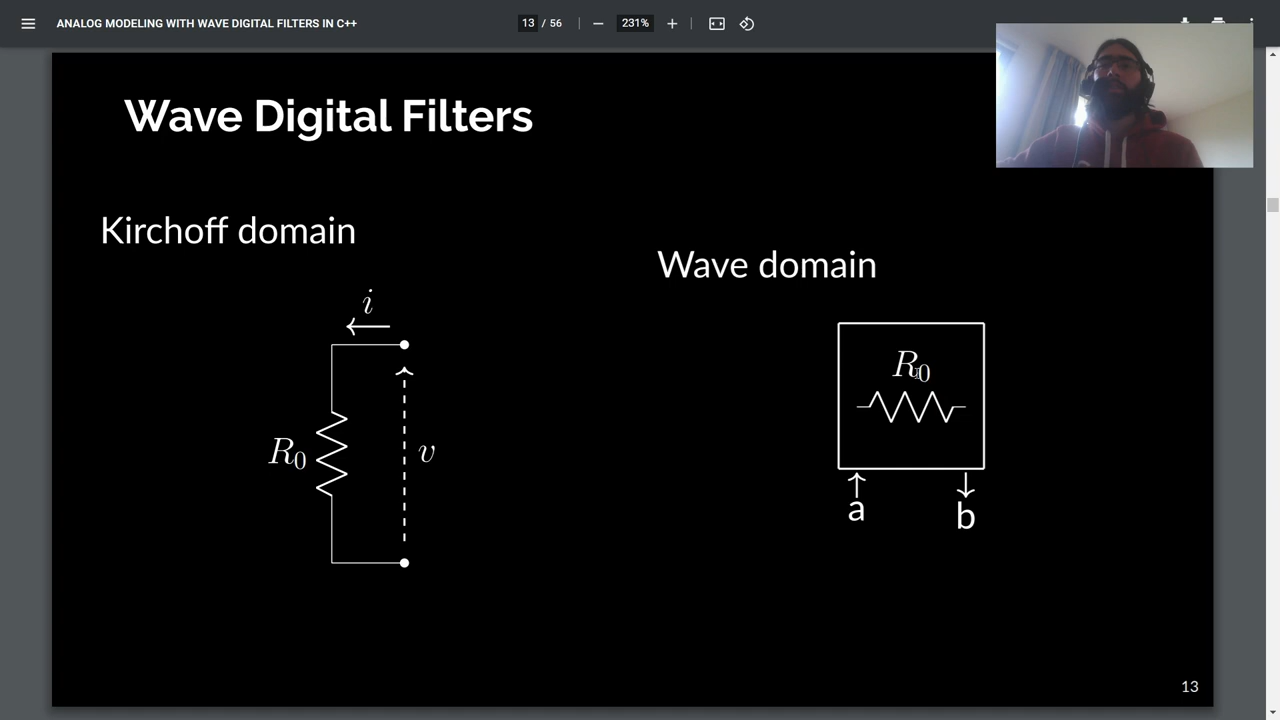 ANALOG MODELING WITH WAVE DIGITAL FILTERS IN C++
13 / 56
231%
Wave Digital Filters
Kirchoff domain
Wave domain
i
R0
v
R0
a
b
13